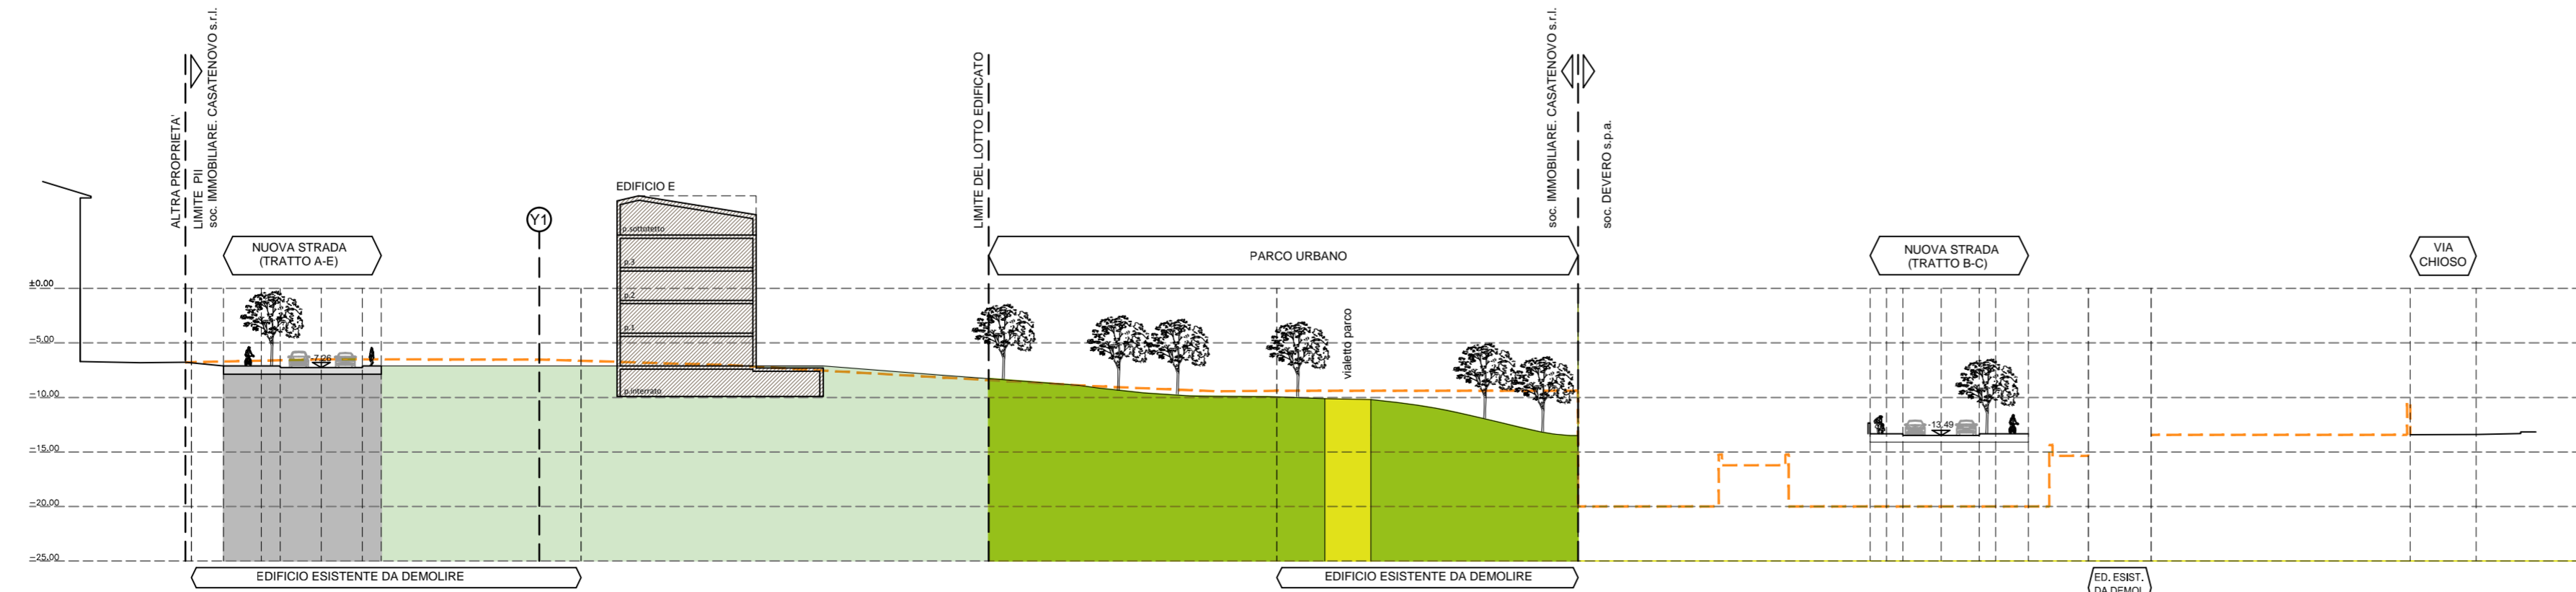 ALTRA PROPRIETA'
LIMITE PII
soc. IMMOBILIARE. CASATENOVO s.r.l.
LIMITE DEL LOTTO EDIFICATO
soc. IMMOBILIARE. CASATENOVO s.r.l.
soc. DEVERO s.p.a.
EDIFICIO E
Y1
NUOVA STRADA
(TRATTO A-E)
PARCO URBANO
NUOVA STRADA
(TRATTO B-C)
VIA
CHIOSO
p.sottotetto
p.3
p.2
p.1
p.interrato
±0.00
-5.00
-10.00
-15.00
-20.00
-25.00
-7.26
vialetto parco
-13.49
EDIFICIO ESISTENTE DA DEMOLIRE
EDIFICIO ESISTENTE DA DEMOLIRE
ED. ESIST.
DA DEMOL.